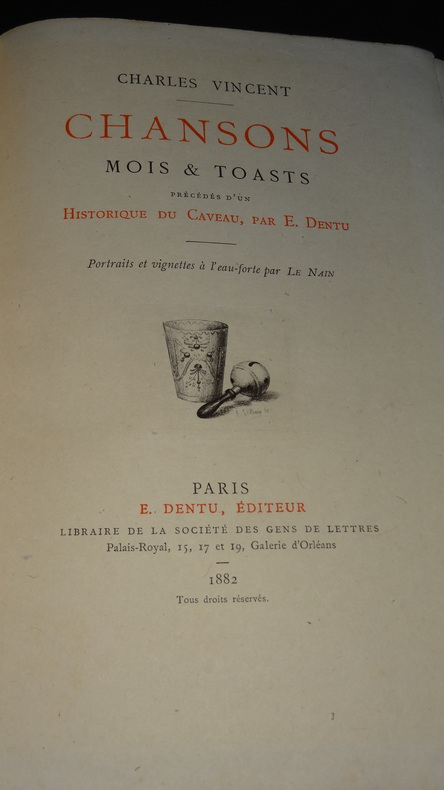 CHARLES VINCENT
CHANSONS
MOIS & TOASTS
PRÉCÉDÉS D'UN
HISTORIQUE DU CAVEAU, PAR E. DENTU
Portraits et vignettes à l'eau-forte par LE NAIN
PARIS
E. DENTU, ÉDITEUR
LIBRAIRE DE LA SOCIÉTÉ DES GENS DE LETTRES
Palais-Royal, 15, 17 et 19, Galerie d'Orléans
1882
Tous droits réservés.